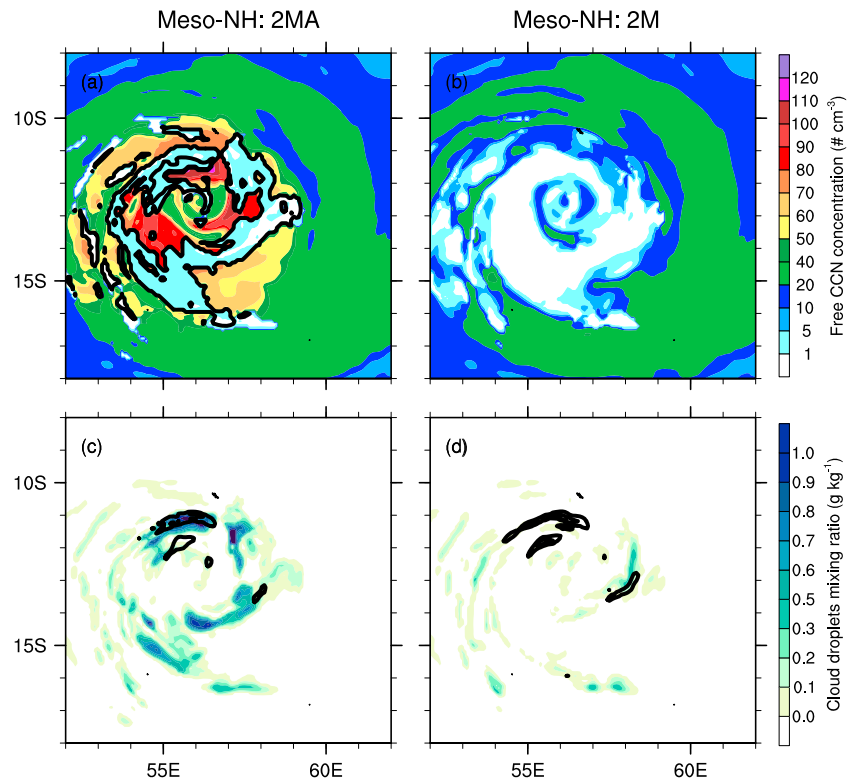 Meso-NH: 2MA
Meso-NH: 2M
(a)
(b)
10S
15S
120
110
100
90
80
70
60
50
40
20
10
5
1
Free CCN concentration (# cm⁻³)
(c)
(d)
10S
15S
55E
60E
55E
60E
1.0
0.9
0.8
0.7
0.6
0.5
0.4
0.3
0.2
0.1
0.0
Cloud droplets mixing ratio (g kg⁻¹)